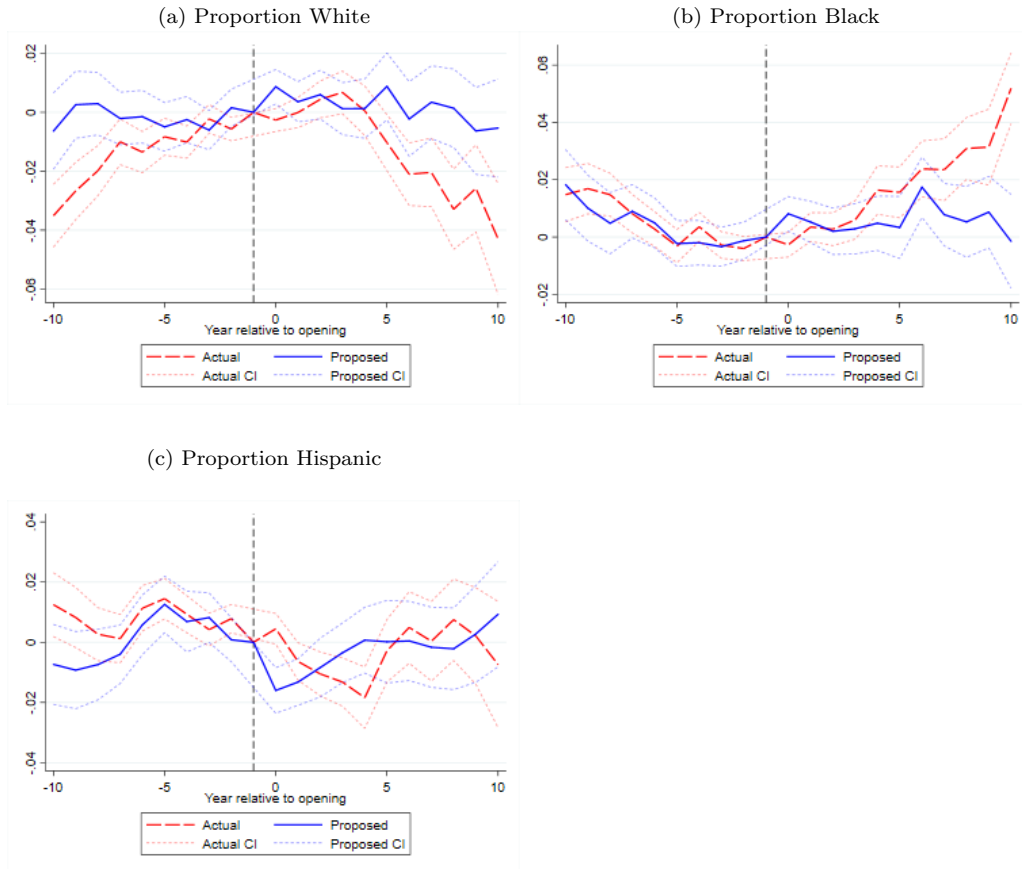 (a) Proportion White
.02
0
-.02
-.04
-.06
-10 -5 0 5 10
Year relative to opening
Actual Proposed
Actual CI Proposed CI
(b) Proportion Black
.06
.04
.02
0
-.02
-10 -5 0 5 10
Year relative to opening
Actual Proposed
Actual CI Proposed CI
(c) Proportion Hispanic
.04
.02
0
-.02
-.04
-10 -5 0 5 10
Year relative to opening
Actual Proposed
Actual CI Proposed CI